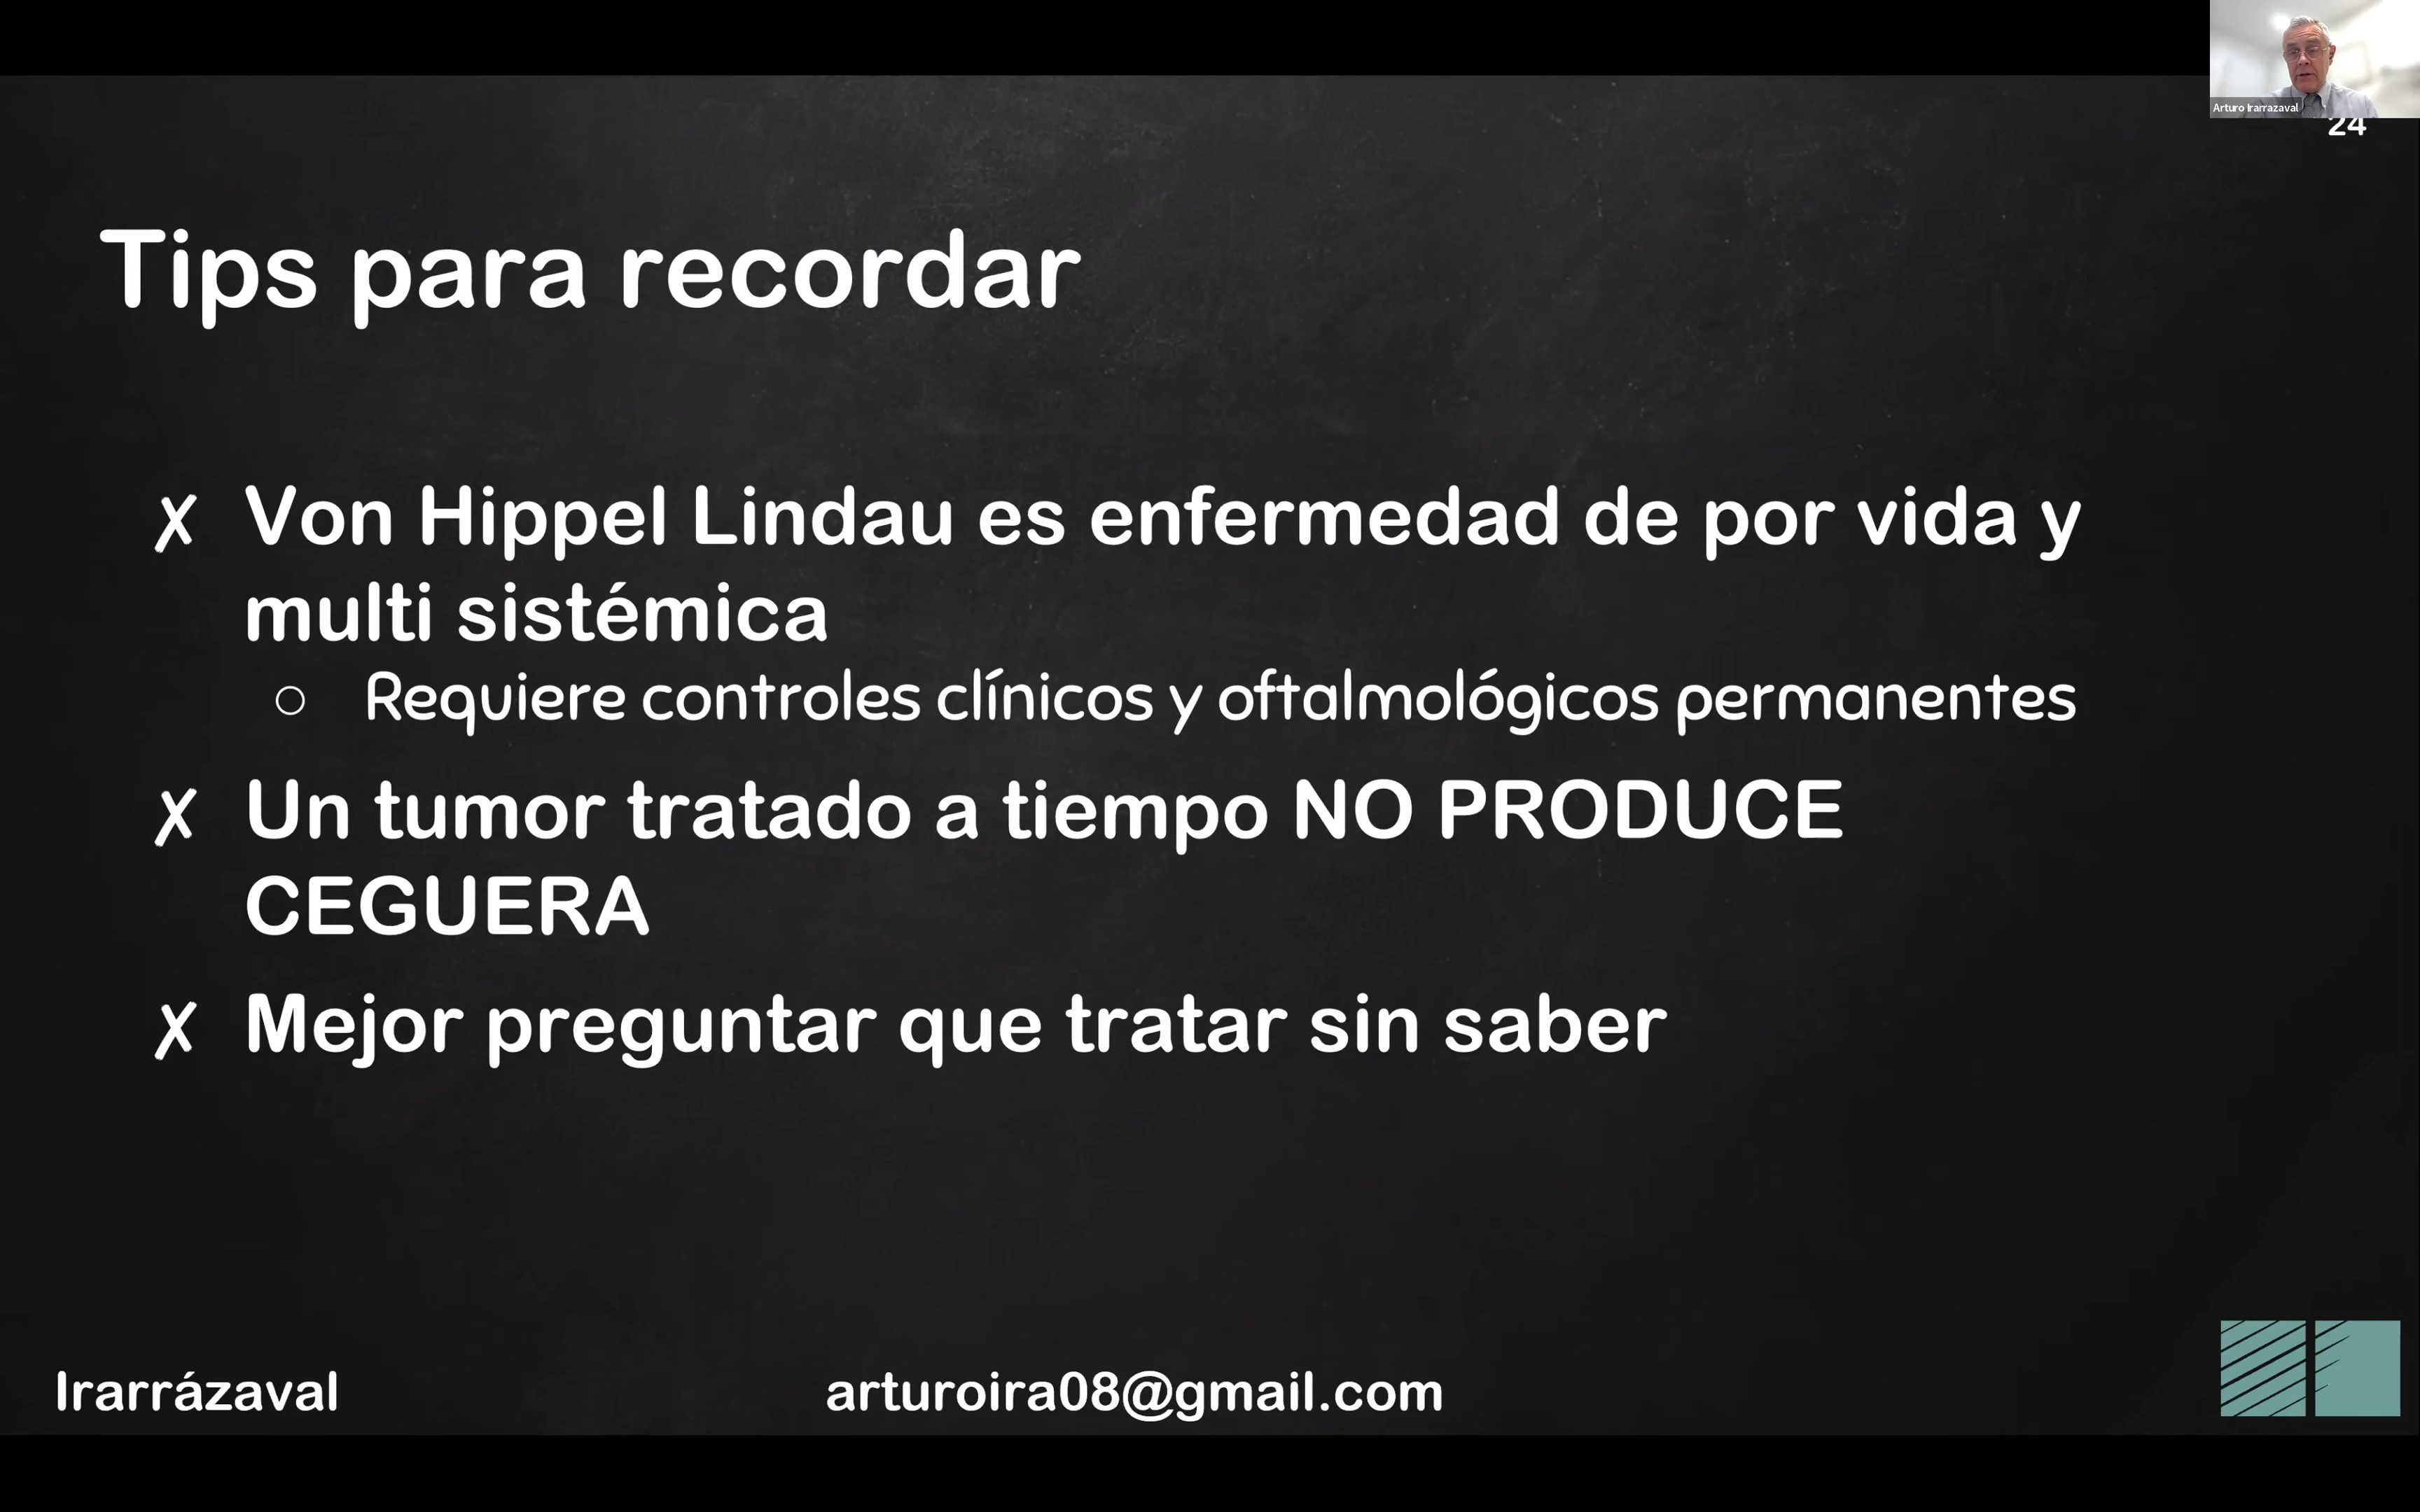 Arturo Irarrazaval
24
Tips para recordar
✗ Von Hippel Lindau es enfermedad de por vida y
multi sistémica
○ Requiere controles clínicos y oftalmológicos permanentes
✗ Un tumor tratado a tiempo NO PRODUCE
CEGUERA
✗ Mejor preguntar que tratar sin saber
Irarrázaval
arturoira08@gmail.com